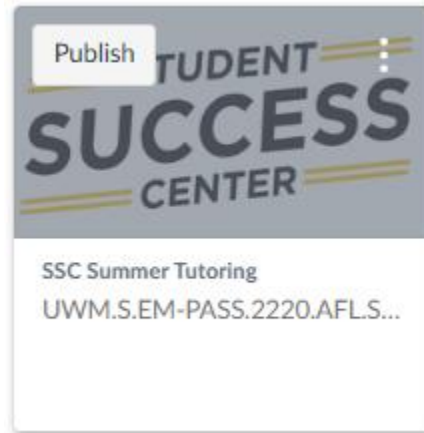 Publish
TUDENT
SUCCESS
CENTER
SSC Summer Tutoring
UWM.S.EM-PASS.2220.AFL.S...